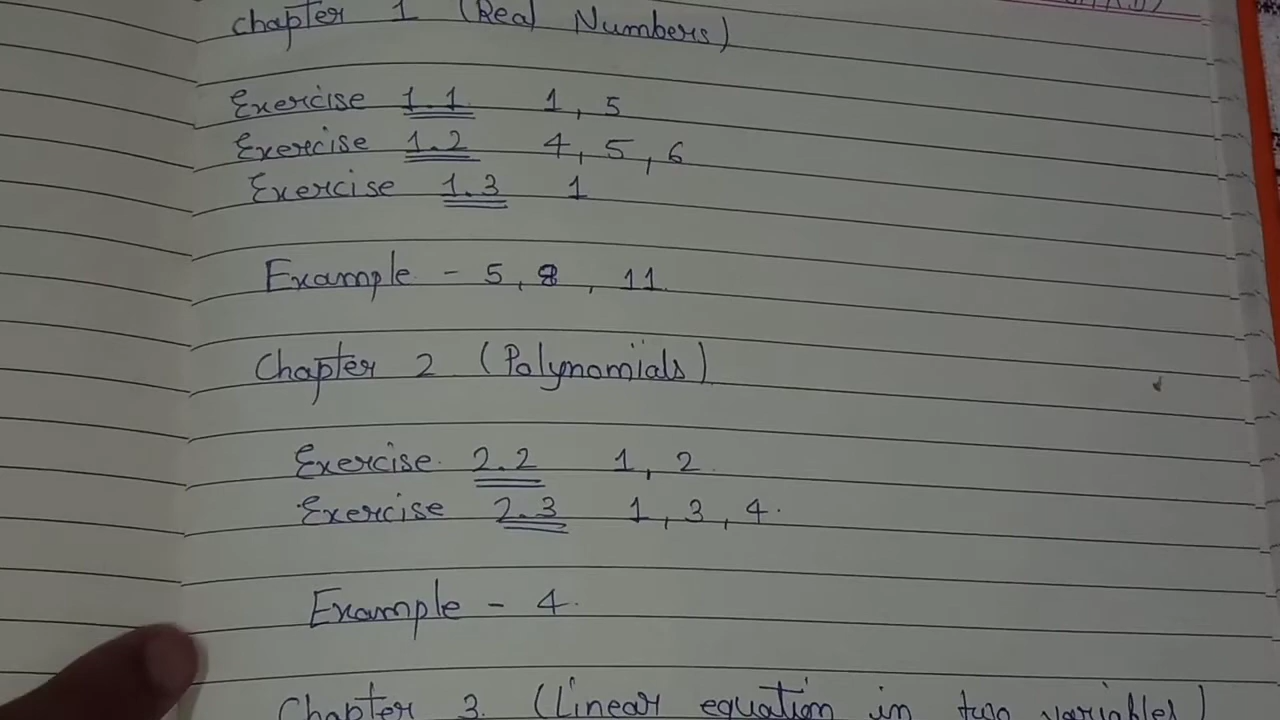 Chapter 1 (Real Numbers)
Exercise 1.1 1, 5
Exercise 1.2 4, 5, 6
Exercise 1.3 1
Example - 5, 8, 11.
Chapter 2 (Polynomials)
Exercise. 2.2 1, 2.
Exercise 2.3 1, 3, 4.
Example - 4.
Chapter 3. (Linear equation in two variables)